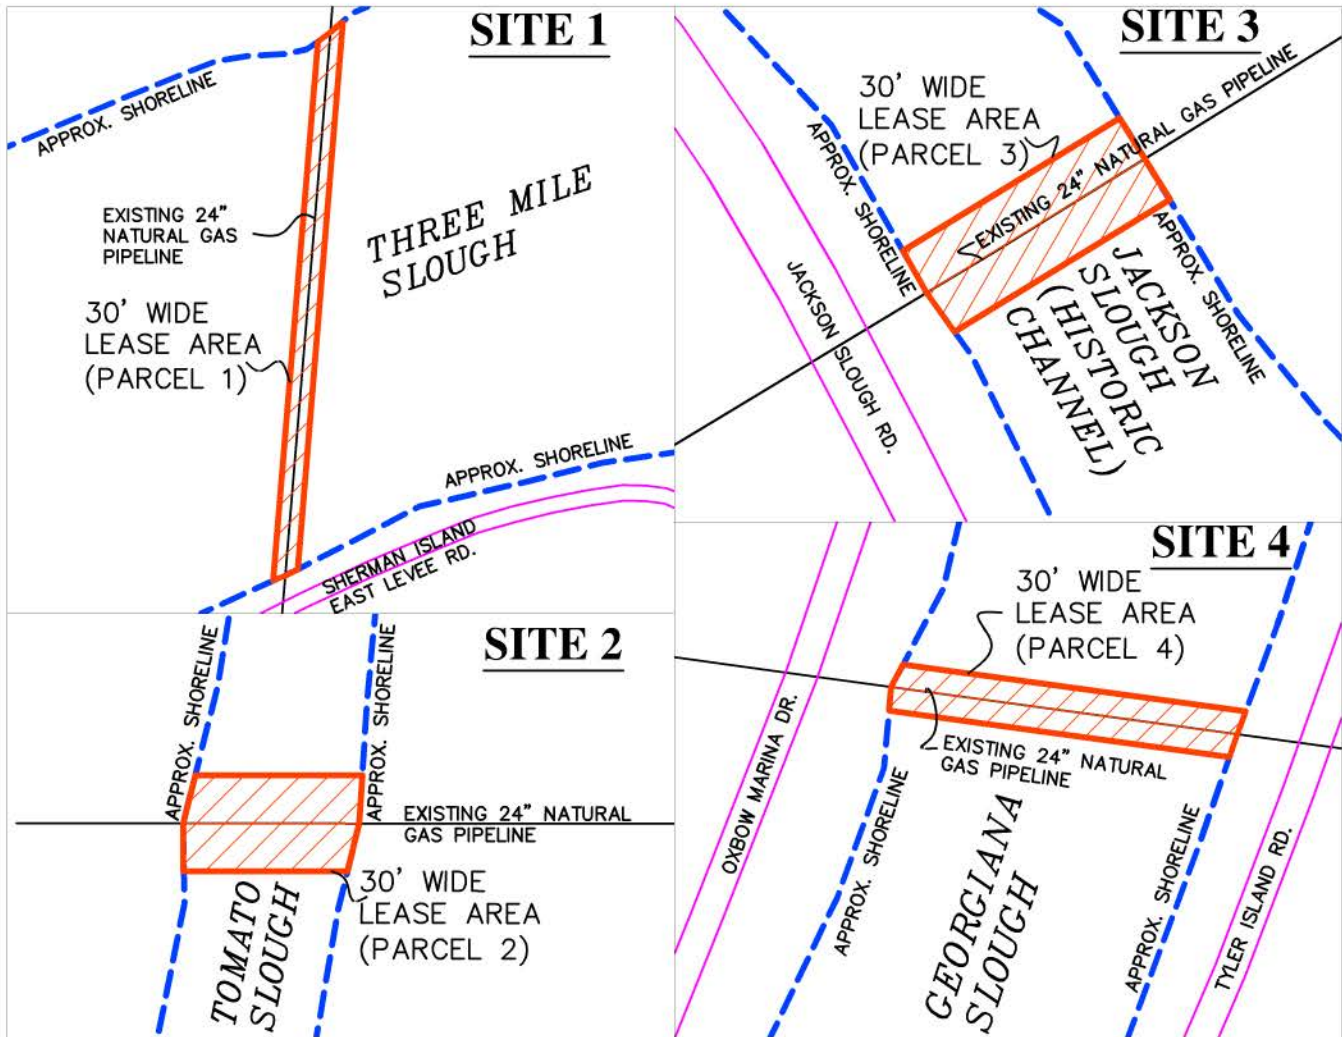 SITE 1
APPROX. SHORELINE
EXISTING 24"
NATURAL GAS
PIPELINE
THREE MILE
SLOUGH
30' WIDE
LEASE AREA
(PARCEL 1)
APPROX. SHORELINE
SHERMAN ISLAND
EAST LEVEE RD.
SITE 2
APPROX. SHORELINE
APPROX. SHORELINE
EXISTING 24" NATURAL
GAS PIPELINE
30' WIDE
LEASE AREA
(PARCEL 2)
TOMATO
SLOUGH
SITE 3
30' WIDE
LEASE AREA
(PARCEL 3)
EXISTING 24" NATURAL GAS PIPELINE
APPROX. SHORELINE
APPROX. SHORELINE
JACKSON SLOUGH RD.
JACKSON
SLOUGH
(HISTORIC
CHANNEL)
SITE 4
30' WIDE
LEASE AREA
(PARCEL 4)
EXISTING 24" NATURAL
GAS PIPELINE
OXBOW MARINA DR.
APPROX. SHORELINE
GEORGIANA
SLOUGH
APPROX. SHORELINE
TYLER ISLAND RD.